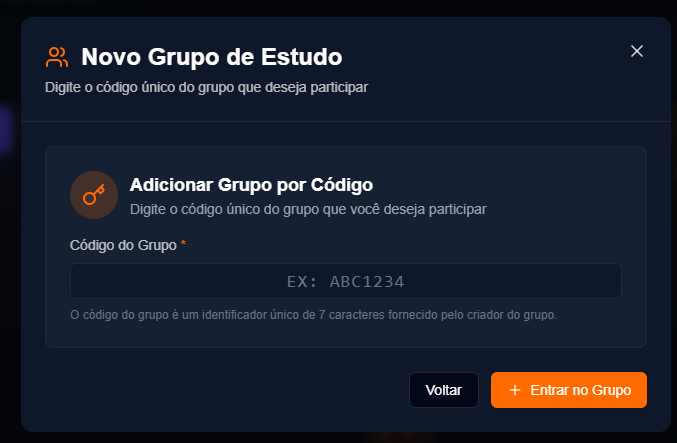 Novo Grupo de Estudo
Digite o código único do grupo que deseja participar
Adicionar Grupo por Código
Digite o código único do grupo que você deseja participar
Código do Grupo *
EX: ABC1234
O código do grupo é um identificador único de 7 caracteres fornecido pelo criador do grupo.
Voltar
Entrar no Grupo